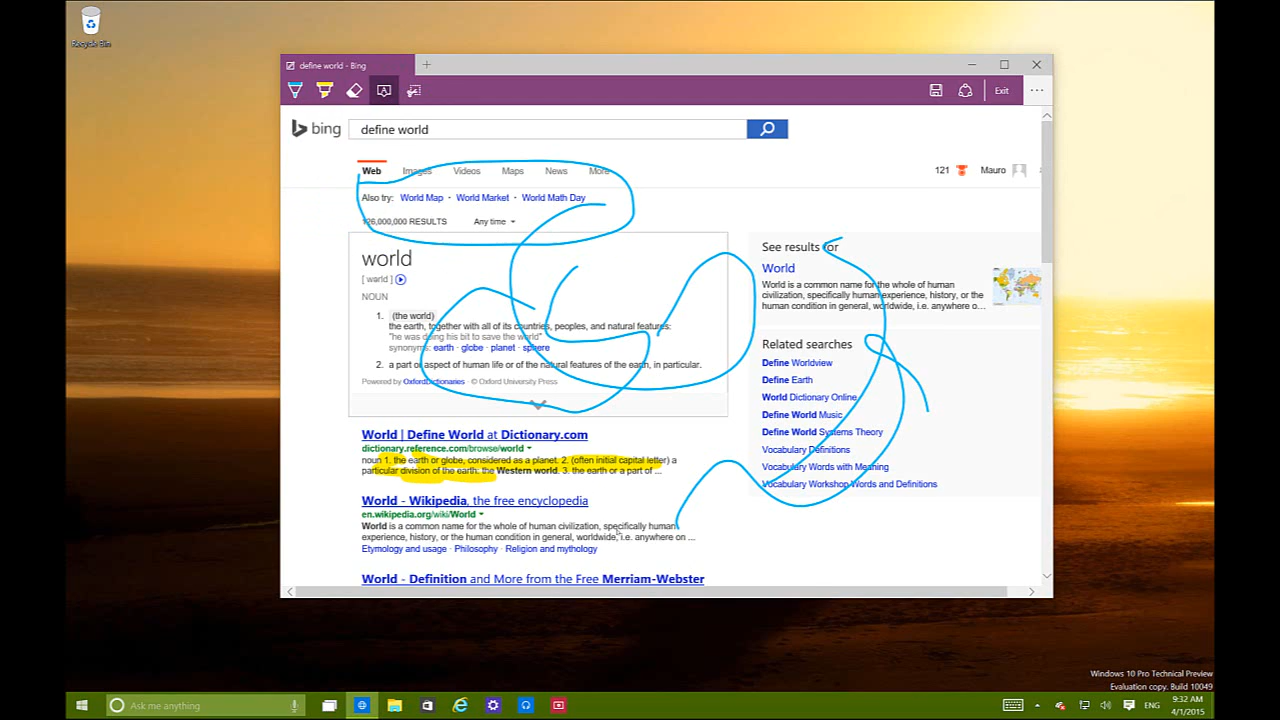 Recycle Bin
define world - Bing
Exit
bing
define world
Web Images Videos Maps News More
121 Mauro
Also try: World Map · World Market · World Math Day
126,000,000 RESULTS Any time
world
[ wərld ]
NOUN
1. (the world)
the earth, together with all of its countries, peoples, and natural features:
"he was doing his bit to save the world"
synonyms: earth · globe · planet · sphere
2. a part or aspect of human life or of the natural features of the earth, in particular.
Powered by OxfordDictionaries · © Oxford University Press
See results for
World
World is a common name for the whole of human
civilization, specifically human experience, history, or the
human condition in general, worldwide, i.e. anywhere o...
Related searches
Define Worldview
Define Earth
World Dictionary Online
Define World Music
Define World Systems Theory
Vocabulary Definitions
Vocabulary Words with Meaning
Vocabulary Workshop Words and Definitions
World | Define World at Dictionary.com
dictionary.reference.com/browse/world
noun 1. the earth or globe, considered as a planet. 2. (often initial capital letter) a
particular division of the earth: the Western world. 3. the earth or a part of ...
World - Wikipedia, the free encyclopedia
en.wikipedia.org/wiki/World
World is a common name for the whole of human civilization, specifically human
experience, history, or the human condition in general, worldwide, i.e. anywhere on ...
Etymology and usage · Philosophy · Religion and mythology
World - Definition and More from the Free Merriam-Webster
Windows 10 Pro Technical Preview
Evaluation copy. Build 10049
Ask me anything
ENG
9:32 AM
4/1/2015